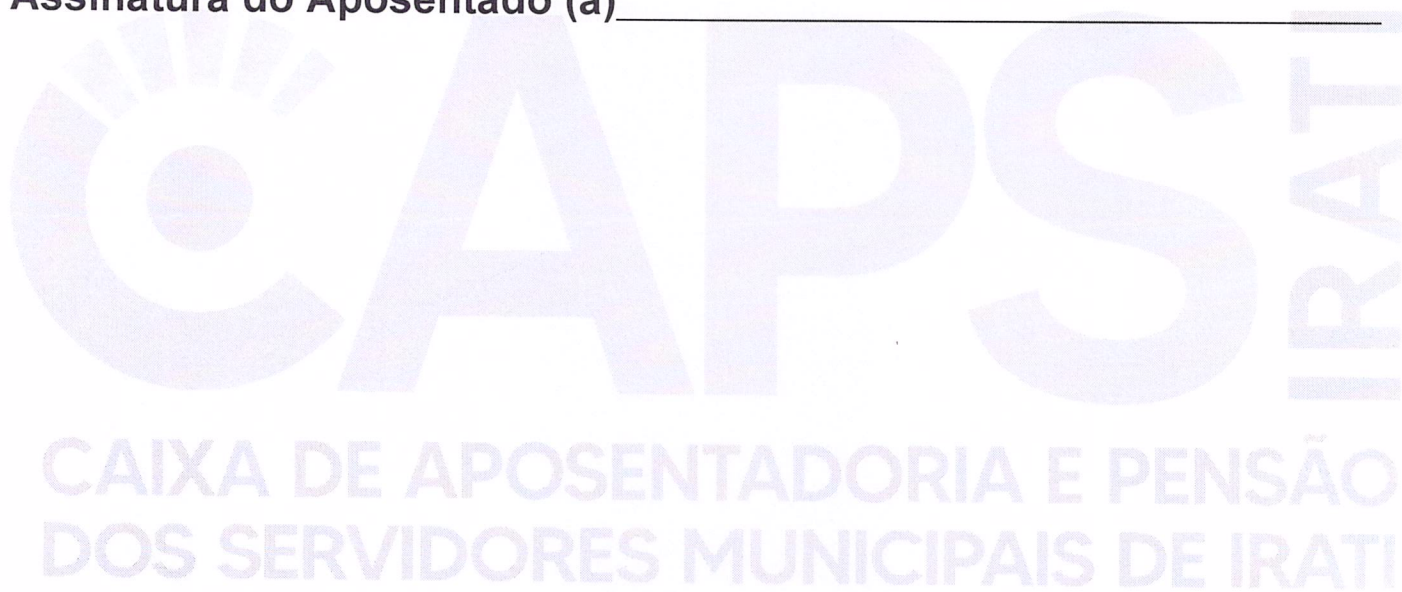 Assinatura do Aposentado (a)
CAPS
IRATI
CAIXA DE APOSENTADORIA E PENSÃO
DOS SERVIDORES MUNICIPAIS DE IRATI